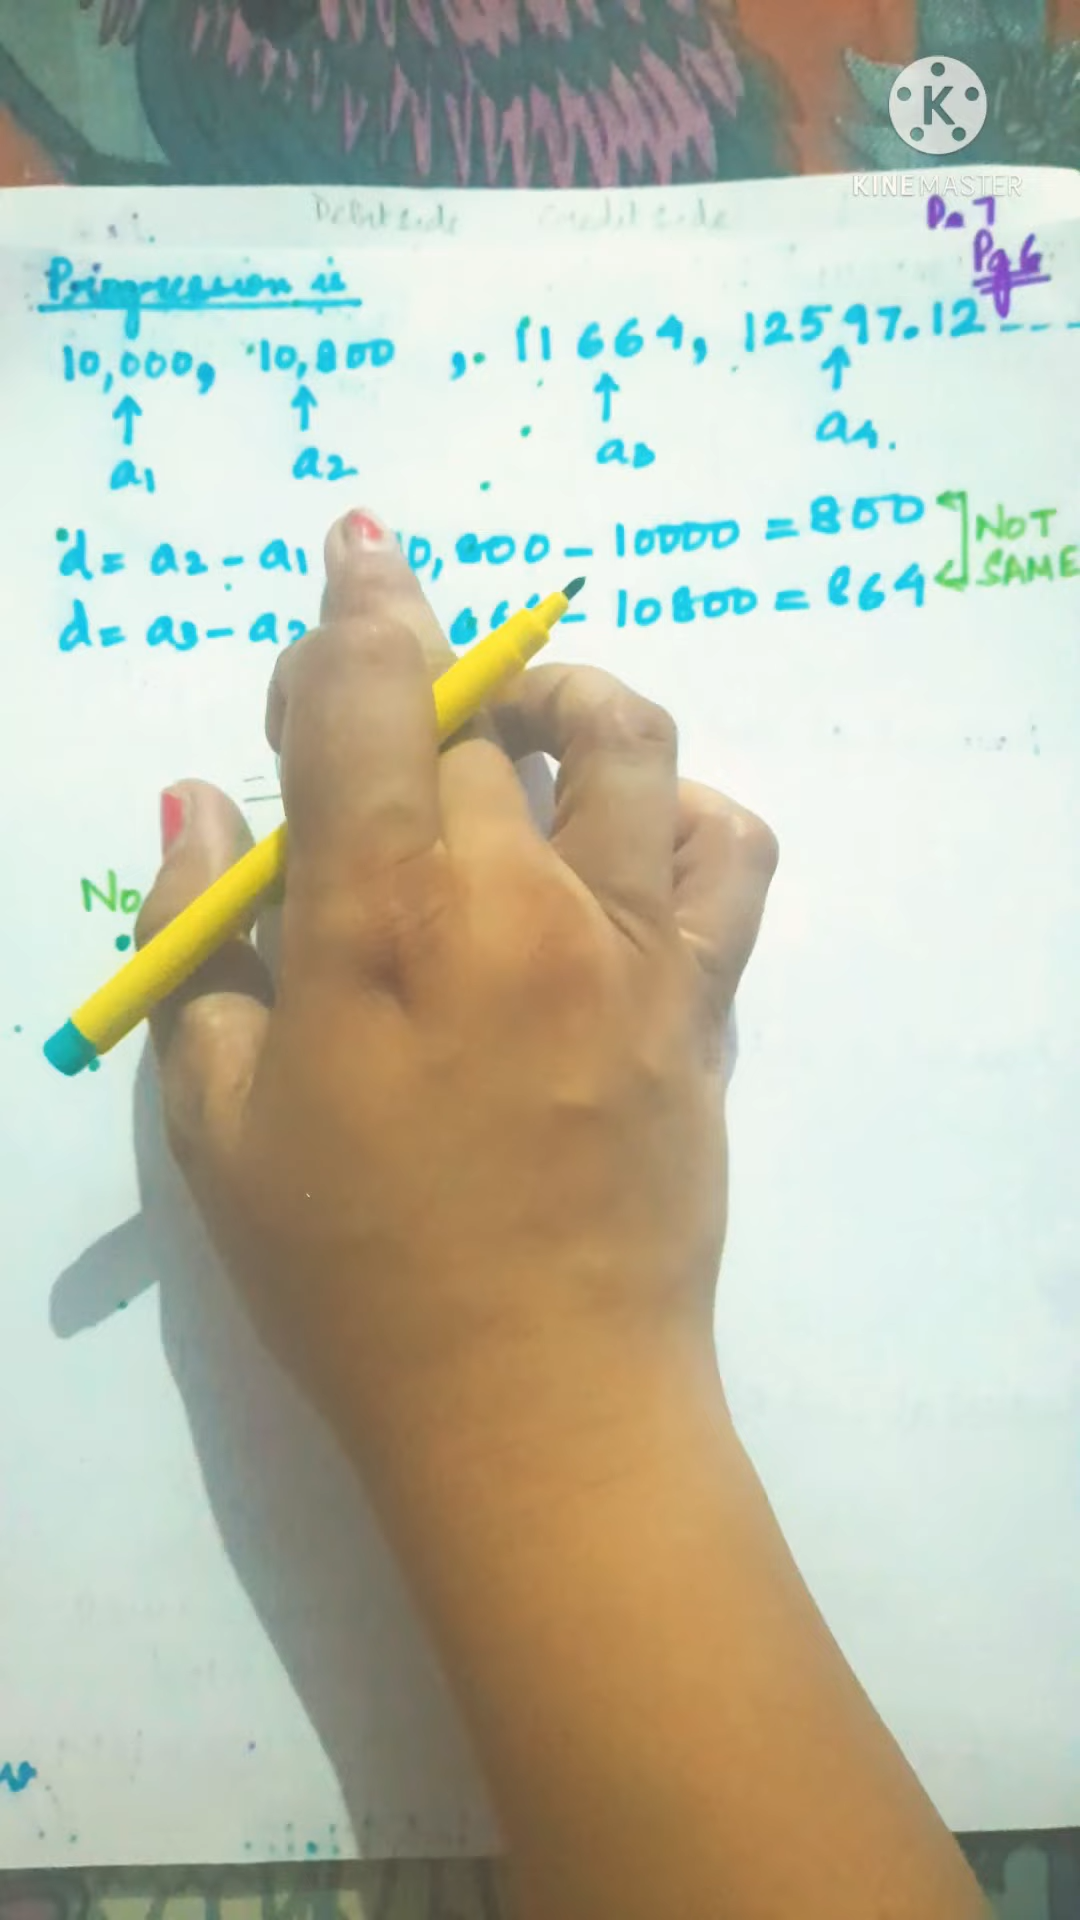 KINEMASTER
Pg 6
Progression is
10,000, 10,800, 11664, 12597.12 ----
a1 a2 a3 a4.
d = a2 - a1 10,800 - 10000 = 800
NOT SAME
d = a3 - a2 - 10800 = 864
No